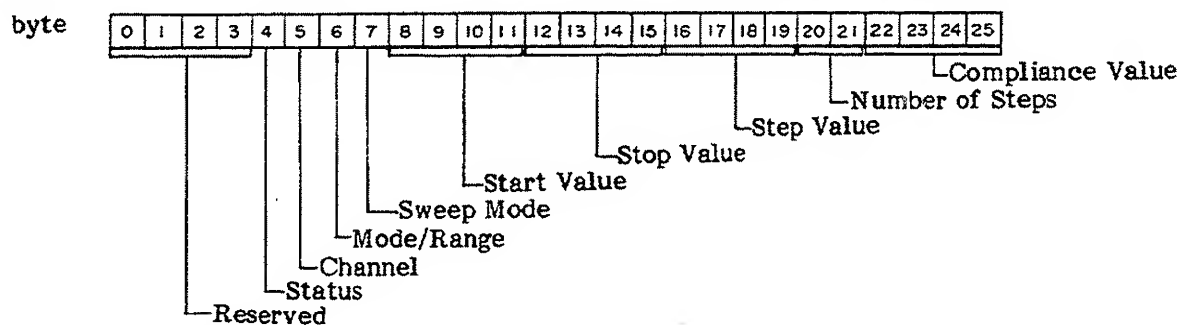 byte 0 1 2 3 4 5 6 7 8 9 10 11 12 13 14 15 16 17 18 19 20 21 22 23 24 25
Compliance Value
Number of Steps
Step Value
Stop Value
Start Value
Sweep Mode
Mode/Range
Channel
Status
Reserved